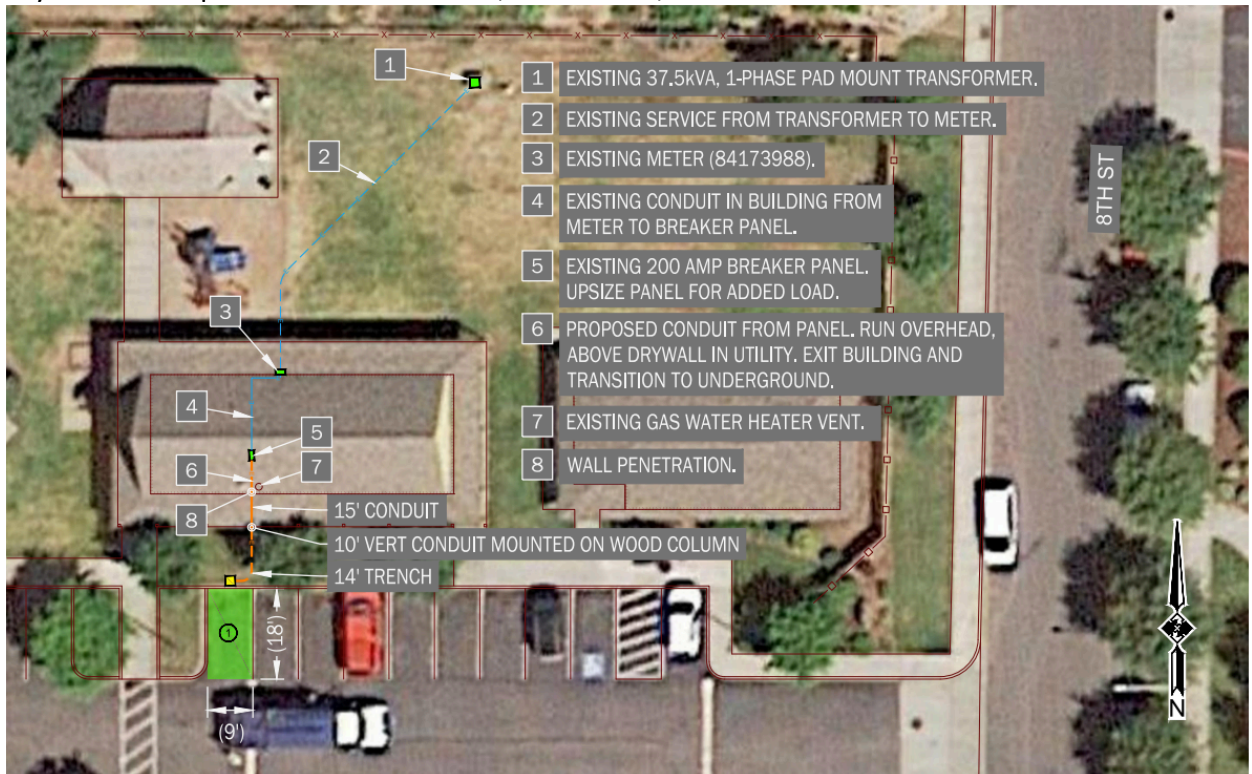 1 EXISTING 37.5kVA, 1-PHASE PAD MOUNT TRANSFORMER.
2 EXISTING SERVICE FROM TRANSFORMER TO METER.
3 EXISTING METER (84173988).
4 EXISTING CONDUIT IN BUILDING FROM
METER TO BREAKER PANEL.
5 EXISTING 200 AMP BREAKER PANEL.
UPSIZE PANEL FOR ADDED LOAD.
6 PROPOSED CONDUIT FROM PANEL. RUN OVERHEAD,
ABOVE DRYWALL IN UTILITY. EXIT BUILDING AND
TRANSITION TO UNDERGROUND.
7 EXISTING GAS WATER HEATER VENT.
8 WALL PENETRATION.
1
2
3
4
5
6
7
8
15' CONDUIT
10' VERT CONDUIT MOUNTED ON WOOD COLUMN
14' TRENCH
1
(18')
(9')
8TH ST
N